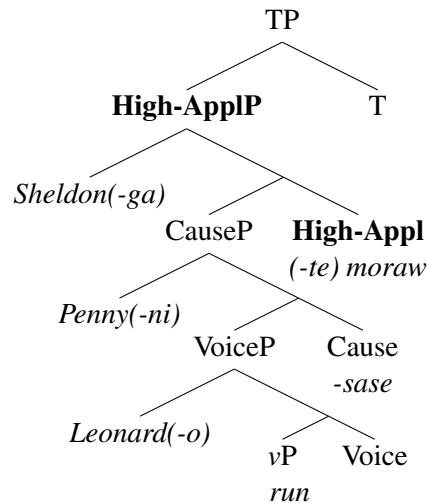 TP
High-ApplP T
Sheldon(-ga)
CauseP High-Appl
(-te) moraw
Penny(-ni)
VoiceP Cause
-sase
Leonard(-o)
vP Voice
run